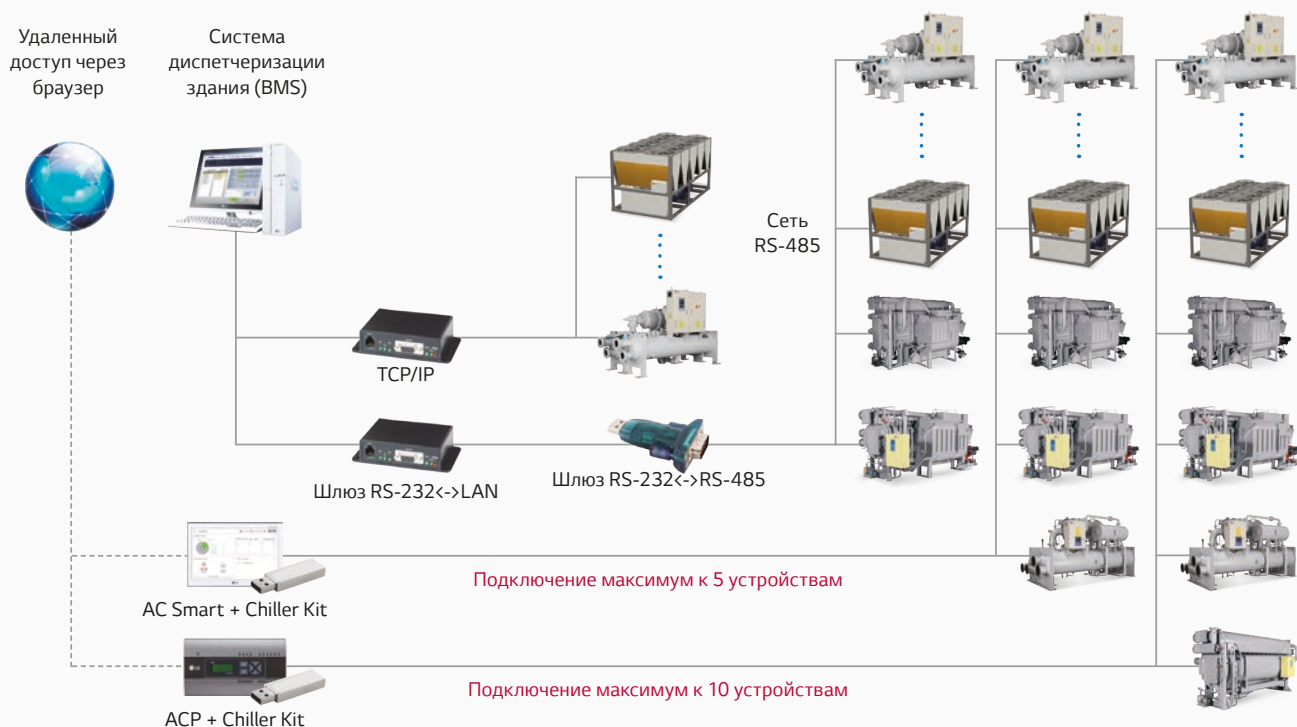 Удаленный
доступ через
браузер
Система
диспетчеризации
здания (BMS)
Сеть
RS-485
TCP/IP
Шлюз RS-232<->LAN
Шлюз RS-232<->RS-485
Подключение максимум к 5 устройствам
AC Smart + Chiller Kit
Подключение максимум к 10 устройствам
ACP + Chiller Kit